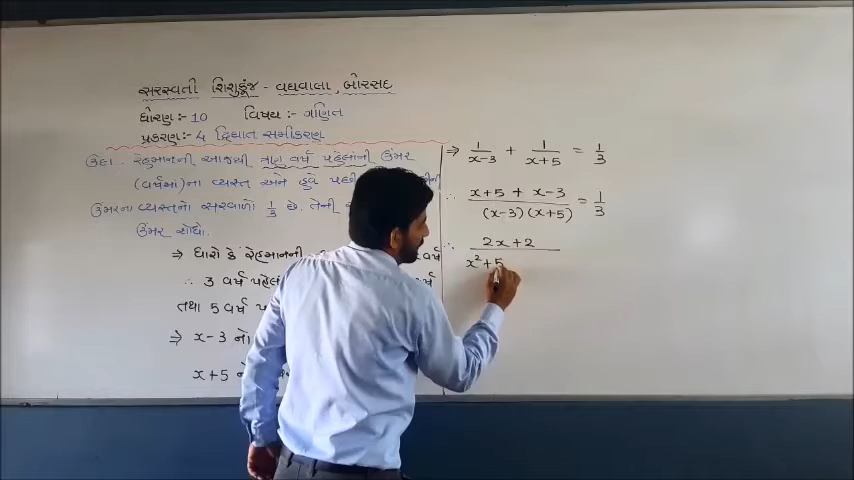 સરસ્વતી શિશુકૂંજ - વઘવાલા, બોરસદ
ધોરણ :- 10 વિષય :- ગણિત
પ્રકરણ :- 4 દ્વિઘાત સમીકરણ
ઉદા. રેહમાનની આજથી ત્રણ વર્ષ પહેલાંની ઉંમર
(વર્ષમાં) ના વ્યસ્ત અને હવે પછી
ઉંમરના વ્યસ્તનો સરવાળો 1/3 છે. તેની
ઉંમર શોધો.
⇒ ધારો કે રેહમાનની
∴ 3 વર્ષ પહેલાં
તથા 5 વર્ષ
⇒ x-3 નો
x+5 નો
⇒ 1/(x-3) + 1/(x+5) = 1/3
∴ (x+5 + x-3)/((x-3)(x+5)) = 1/3
∴ (2x+2)/(x²+5